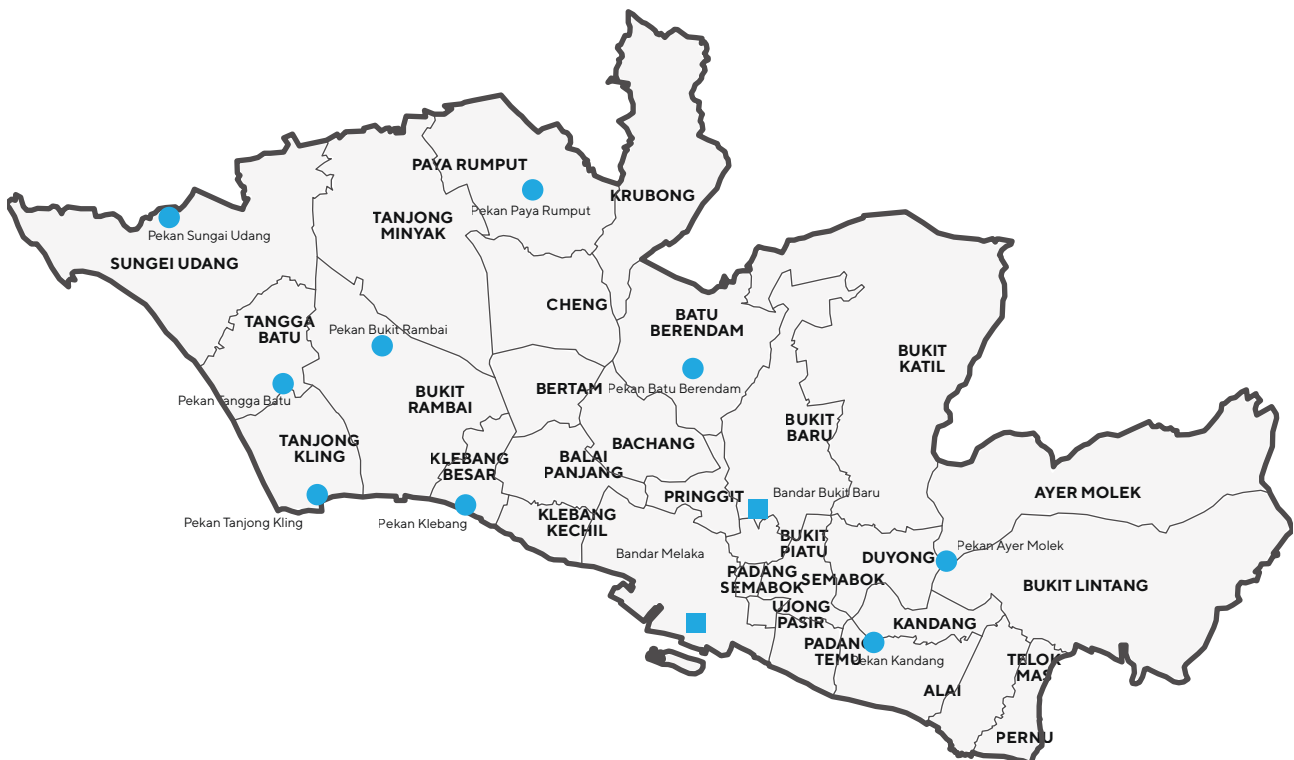 PAYA RUMPUT
KRUBONG
Pekan Paya Rumput
TANJONG
MINYAK
Pekan Sungai Udang
SUNGEI UDANG
CHENG
TANGGA
BATU
Pekan Bukit Rambai
BATU
BERENDAM
BUKIT
KATIL
Pekan Tangga Batu
BUKIT
RAMBAI
BERTAM
Pekan Batu Berendam
BUKIT
BARU
TANJONG
KLING
KLEBANG
BESAR
BALAI
PANJANG
BACHANG
PRINGGIT
Bandar Bukit Baru
AYER MOLEK
Pekan Tanjong Kling
Pekan Klebang
KLEBANG
KECHIL
Bandar Melaka
BUKIT
PIATU
DUYONG
Pekan Ayer Molek
PADANG
SEMABOK
SEMABOK
BUKIT LINTANG
UJONG
PASIR
KANDANG
PADANG
TEMU
Pekan Kandang
TELOK
MAS
ALAI
PERNU